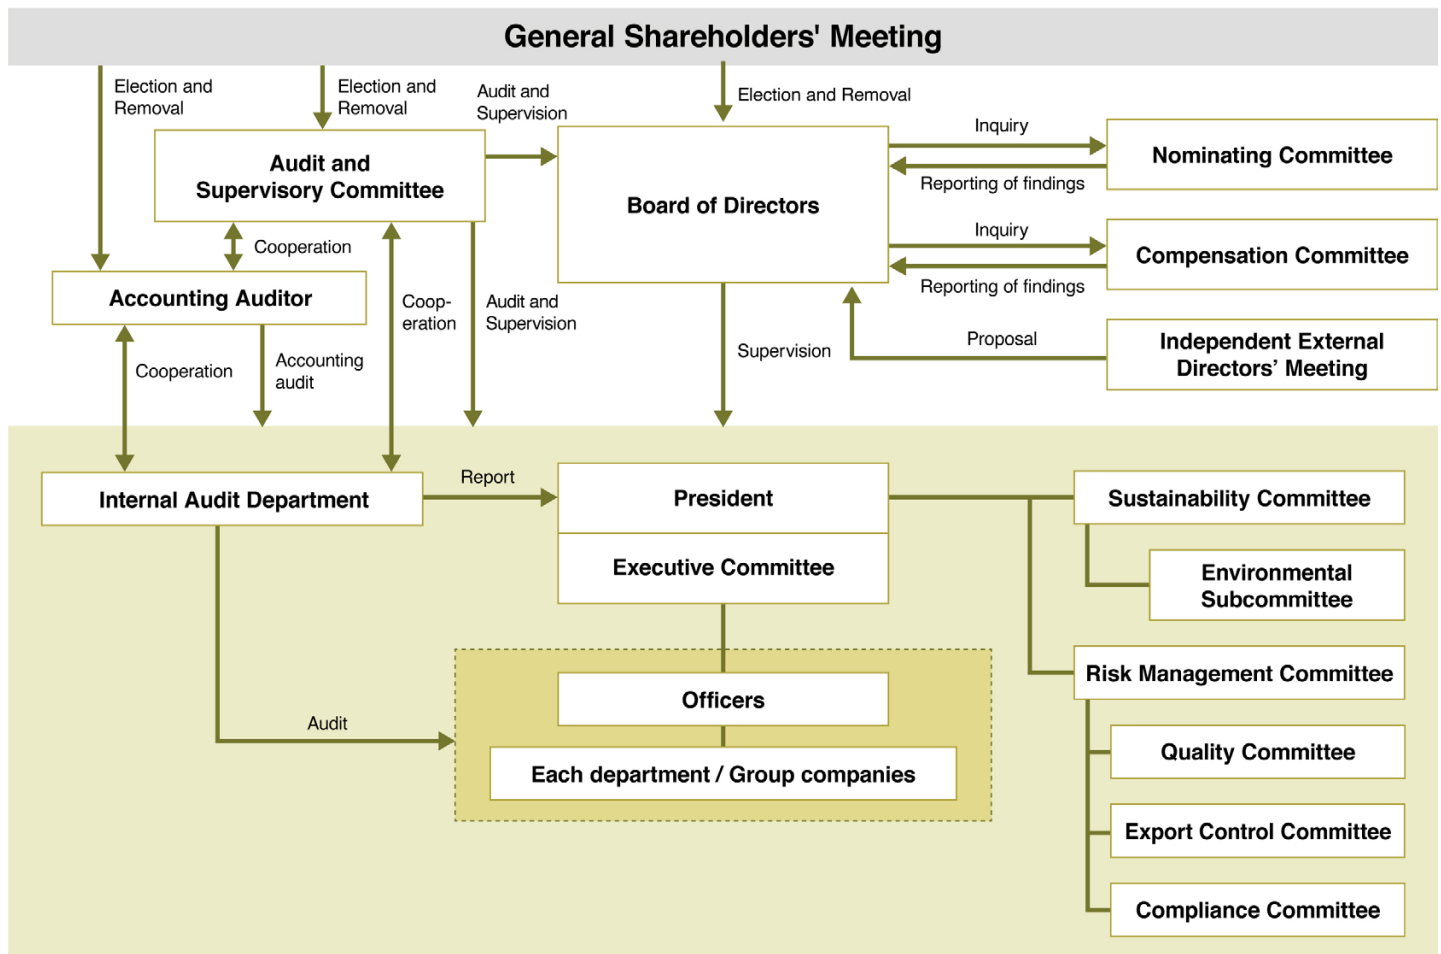 General Shareholders' Meeting
Election and
Removal
Election and
Removal
Audit and
Supervision
Election and Removal
Audit and
Supervisory Committee
Board of Directors
Inquiry
Reporting of findings
Nominating Committee
Cooperation
Inquiry
Reporting of findings
Compensation Committee
Accounting Auditor
Coop-
eration
Audit and
Supervision
Supervision
Proposal
Independent External
Directors’ Meeting
Cooperation
Accounting
audit
Internal Audit Department
Report
President
Executive Committee
Sustainability Committee
Environmental
Subcommittee
Risk Management Committee
Audit
Officers
Each department / Group companies
Quality Committee
Export Control Committee
Compliance Committee